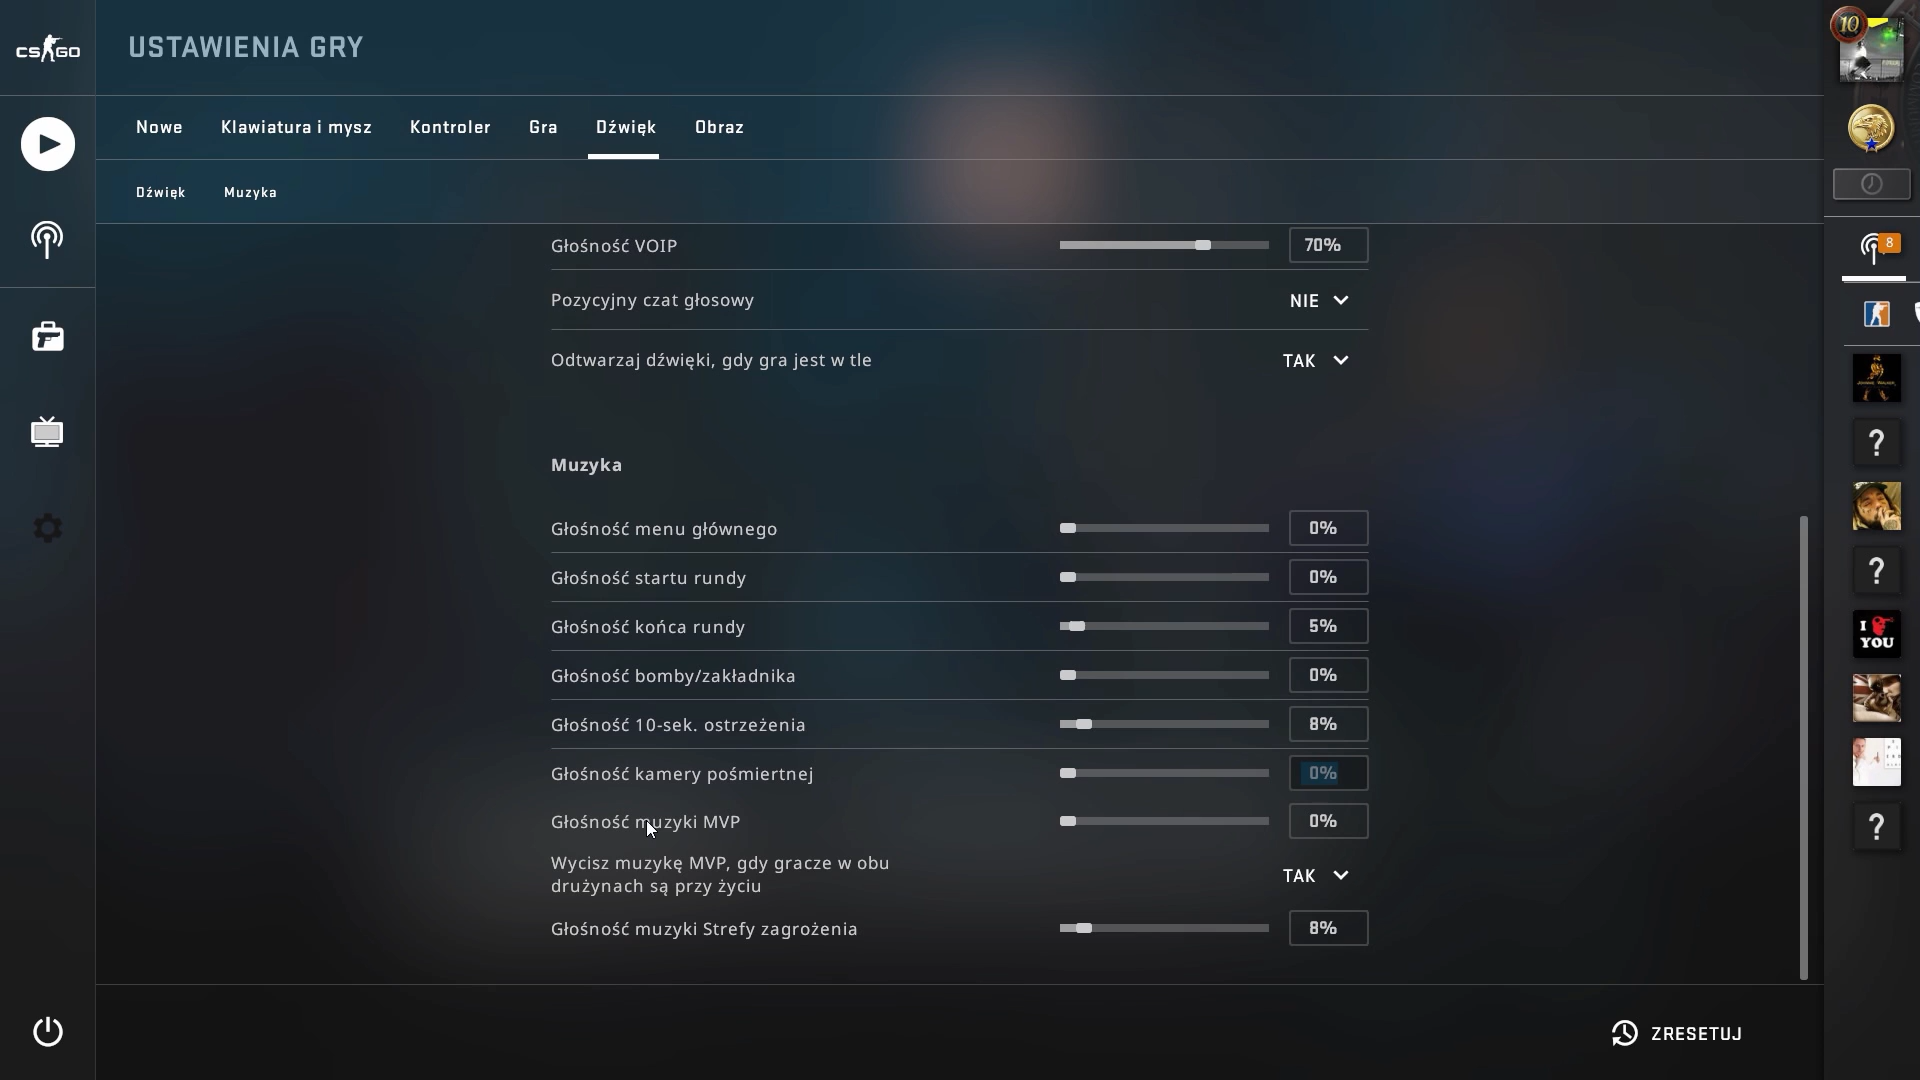 CS GO
USTAWIENIA GRY
10
Nowe Klawiatura i mysz Kontroler Gra Dźwięk Obraz
Dźwięk Muzyka
Głośność VOIP 70%
8
Pozycyjny czat głosowy NIE
Odtwarzaj dźwięki, gdy gra jest w tle TAK
JOHNNIE WALKER
Muzyka
?
Głośność menu głównego 0%
Głośność startu rundy 0%
?
Głośność końca rundy 5%
I YOU
Głośność bomby/zakładnika 0%
Głośność 10-sek. ostrzeżenia 8%
Głośność kamery pośmiertnej 0%
Głośność muzyki MVP 0%
?
Wycisz muzykę MVP, gdy gracze w obu
drużynach są przy życiu TAK
Głośność muzyki Strefy zagrożenia 8%
ZRESETUJ